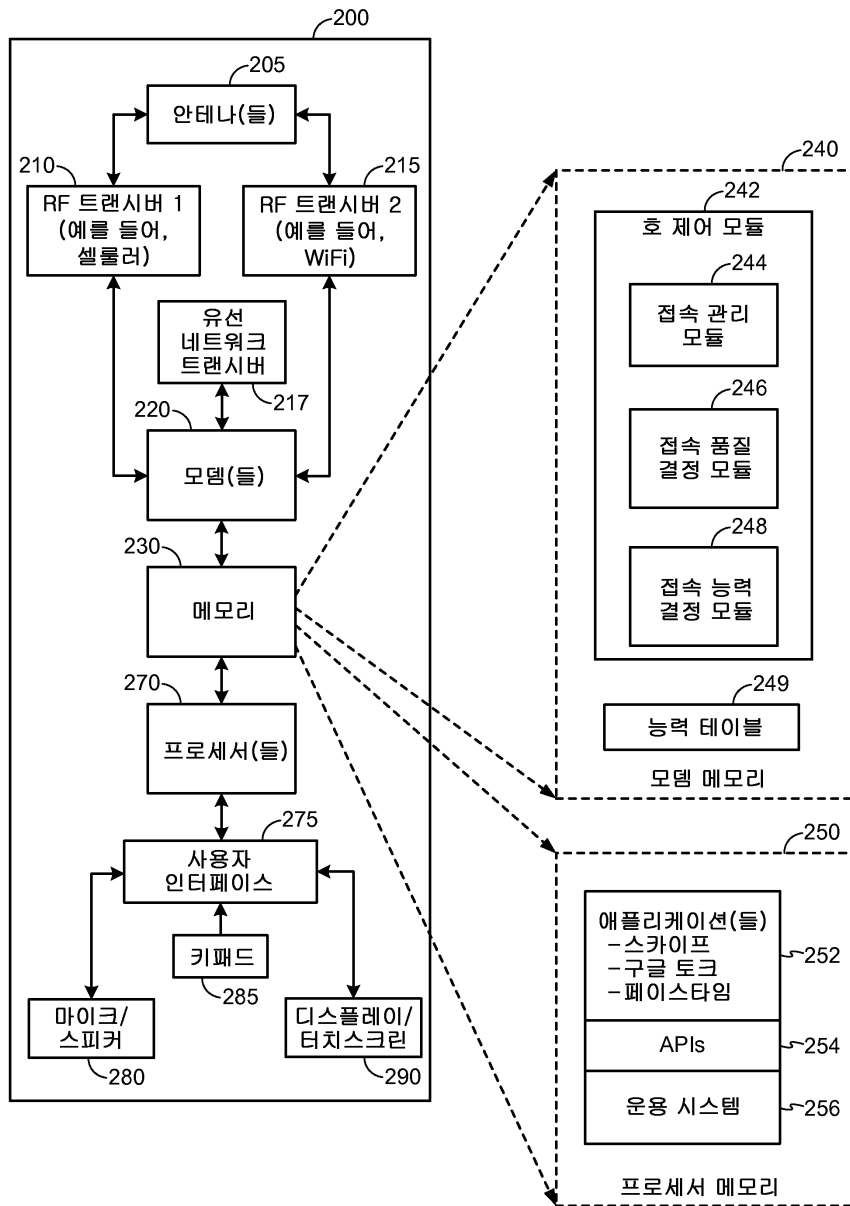 200
205
안테나(들)
210
RF 트랜시버 1
(예를 들어,
셀룰러)
215
RF 트랜시버 2
(예를 들어,
WiFi)
유선
네트워크
트랜시버
217
220
모뎀(들)
230
메모리
270
프로세서(들)
275
사용자
인터페이스
키패드
285
마이크/
스피커
280
디스플레이/
터치스크린
290
240
242
호 제어 모듈
244
접속 관리
모듈
246
접속 품질
결정 모듈
248
접속 능력
결정 모듈
249
능력 테이블
모뎀 메모리
250
애플리케이션(들)
-스카이프
-구글 토크
-페이스타임
252
APIs
254
운용 시스템
256
프로세서 메모리